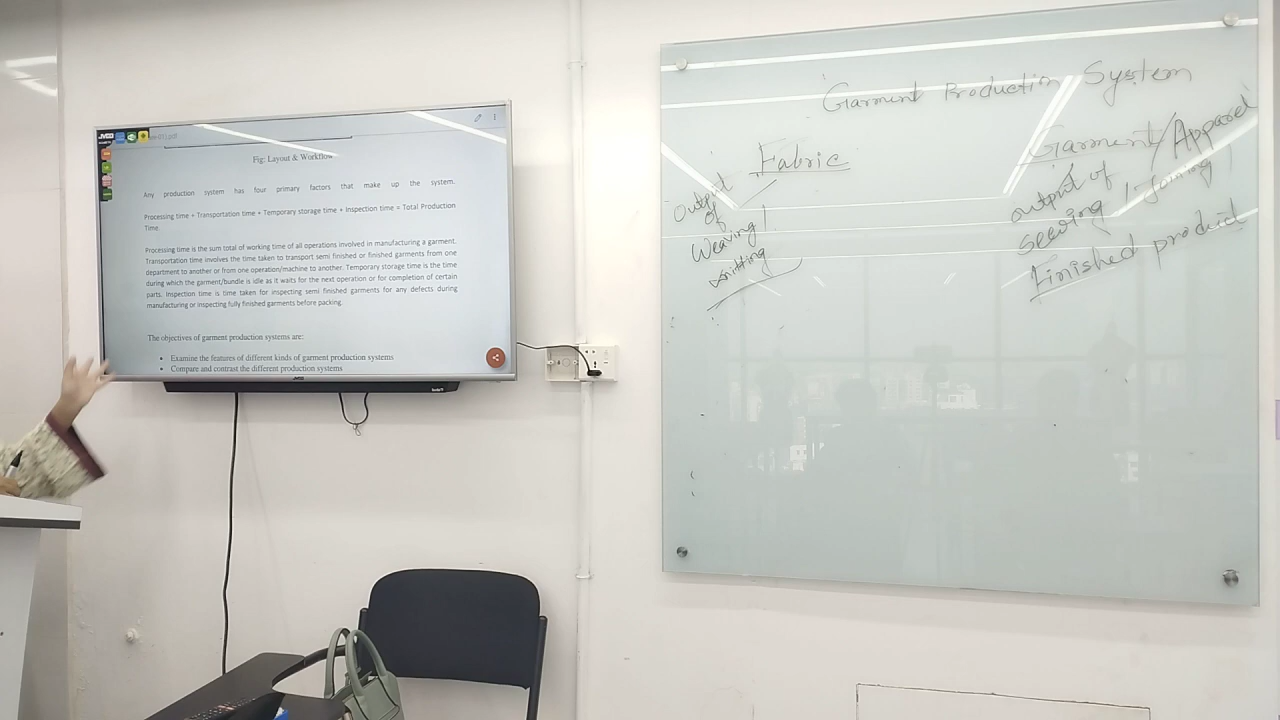 JVCO
.pdf
Fig: Layout & Workflow
Any production system has four primary factors that make up the system.
Processing time + Transportation time + Temporary storage time + Inspection time = Total Production
Time.
Processing time is the sum total of working time of all operations involved in manufacturing a garment.
Transportation time involves the time taken to transport semi finished or finished garments from one
department to another or from one operation/machine to another. Temporary storage time is the time
during which the garment/bundle is idle as it waits for the next operation or for completion of certain
parts. Inspection time is time taken for inspecting semi finished garments for any defects during
manufacturing or inspecting fully finished garments before packing.
The objectives of garment production systems are:
• Examine the features of different kinds of garment production systems
• Compare and contrast the different production systems
Garment Production System
Fabric
Output
of
Weaving/
knitting
Garment/Apparel
output of
sewing/Joining
Finished product